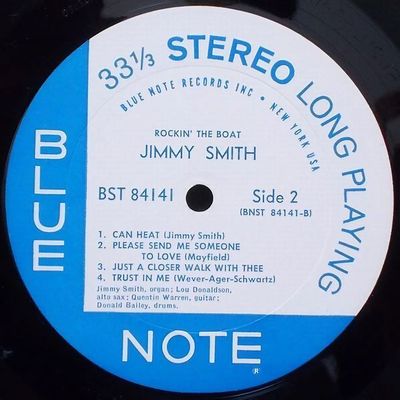 33 1/3 STEREO LONG PLAYING
BLUE NOTE RECORDS INC • NEW YORK USA
ROCKIN' THE BOAT
JIMMY SMITH
BST 84141
Side 2
(BNST 84141-B)
1. CAN HEAT (Jimmy Smith)
2. PLEASE SEND ME SOMEONE
TO LOVE (Mayfield)
3. JUST A CLOSER WALK WITH THEE
4. TRUST IN ME (Wever-Ager-Schwartz)
Jimmy Smith, organ; Lou Donaldson,
alto sax; Quentin Warren, guitar;
Donald Bailey, drums.
BLUE
NOTE
®